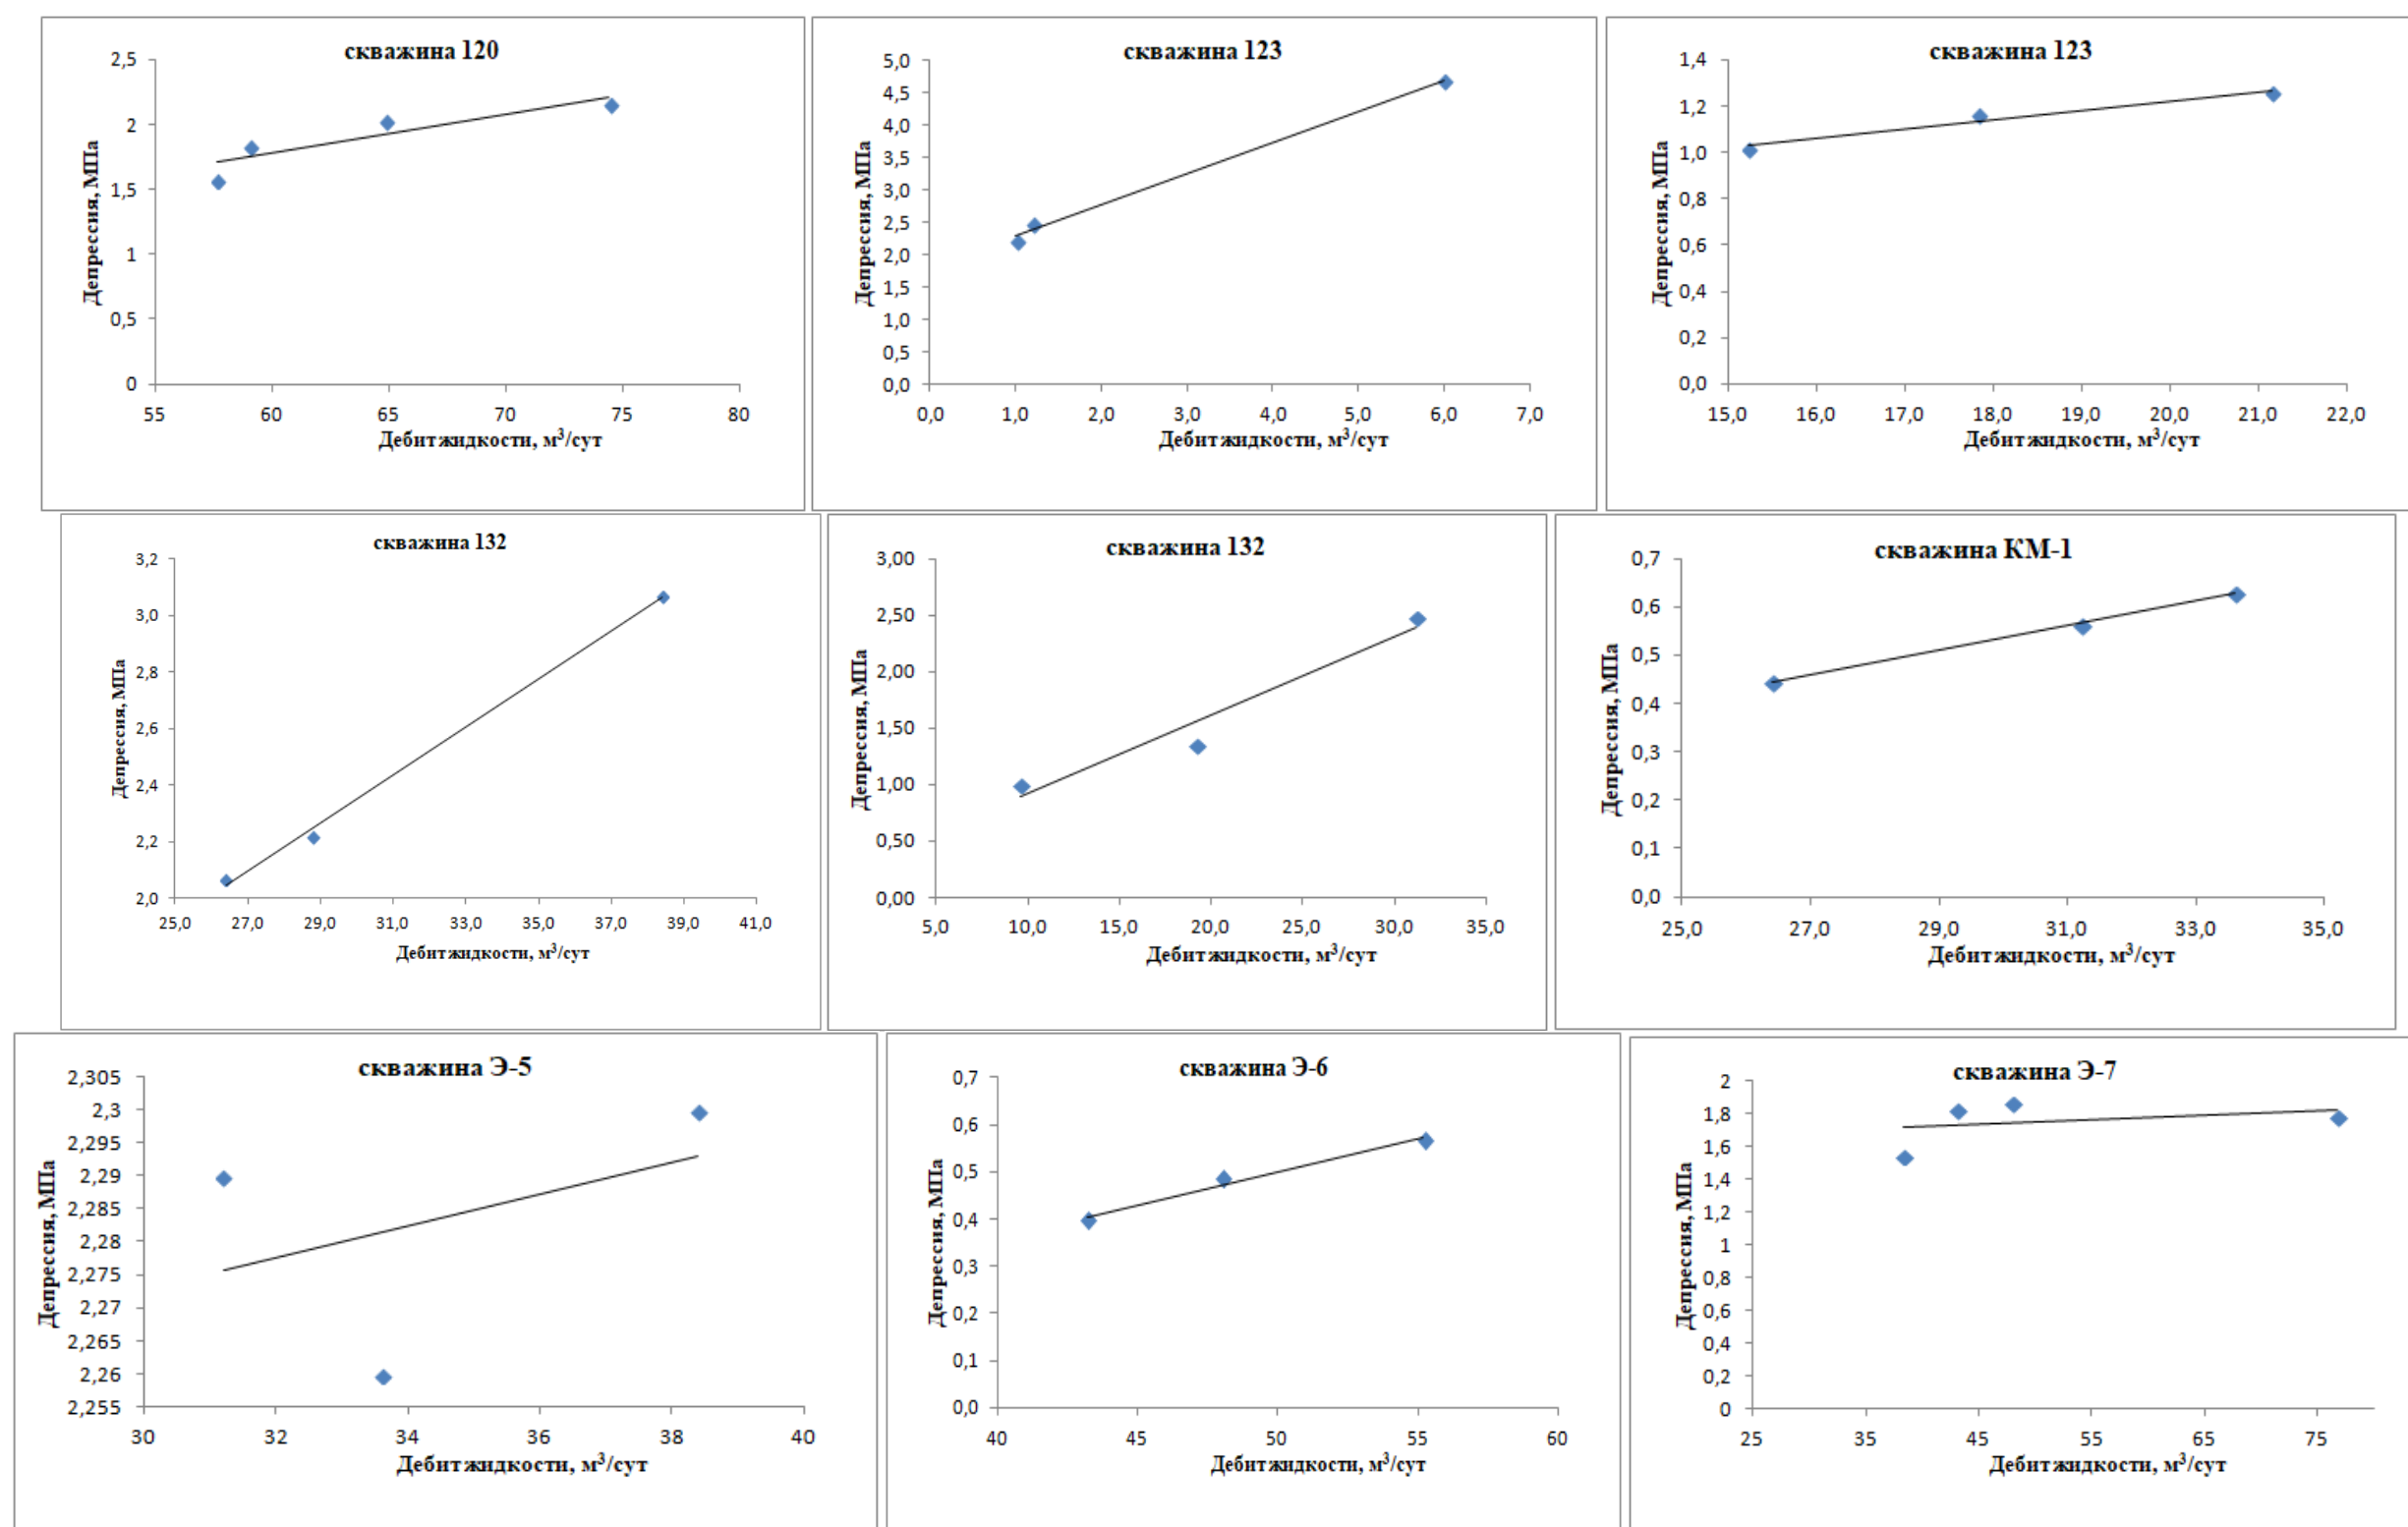 скважина 120
2,5
2
1,5
1
0,5
0
Депрессия, МПа
55 60 65 70 75 80
Дебит жидкости, м³/сут
скважина 123
5,0
4,5
4,0
3,5
3,0
2,5
2,0
1,5
1,0
0,5
0,0
Депрессия, МПа
0,0 1,0 2,0 3,0 4,0 5,0 6,0 7,0
Дебит жидкости, м³/сут
скважина 123
1,4
1,2
1,0
0,8
0,6
0,4
0,2
0,0
Депрессия, МПа
15,0 16,0 17,0 18,0 19,0 20,0 21,0 22,0
Дебит жидкости, м³/сут
скважина 132
3,2
3,0
2,8
2,6
2,4
2,2
2,0
Депрессия, МПа
25,0 27,0 29,0 31,0 33,0 35,0 37,0 39,0 41,0
Дебит жидкости, м³/сут
скважина 132
3,00
2,50
2,00
1,50
1,00
0,50
0,00
Депрессия, МПа
5,0 10,0 15,0 20,0 25,0 30,0 35,0
Дебит жидкости, м³/сут
скважина КМ-1
0,7
0,6
0,5
0,4
0,3
0,2
0,1
0,0
Депрессия, МПа
25,0 27,0 29,0 31,0 33,0 35,0
Дебит жидкости, м³/сут
скважина Э-5
2,305
2,3
2,295
2,29
2,285
2,28
2,275
2,27
2,265
2,26
2,255
Депрессия, МПа
30 32 34 36 38 40
Дебит жидкости, м³/сут
скважина Э-6
0,7
0,6
0,5
0,4
0,3
0,2
0,1
0,0
Депрессия, МПа
40 45 50 55 60
Дебит жидкости, м³/сут
скважина Э-7
2
1,8
1,6
1,4
1,2
1
0,8
0,6
0,4
0,2
0
Депрессия, МПа
25 35 45 55 65 75
Дебит жидкости, м³/сут